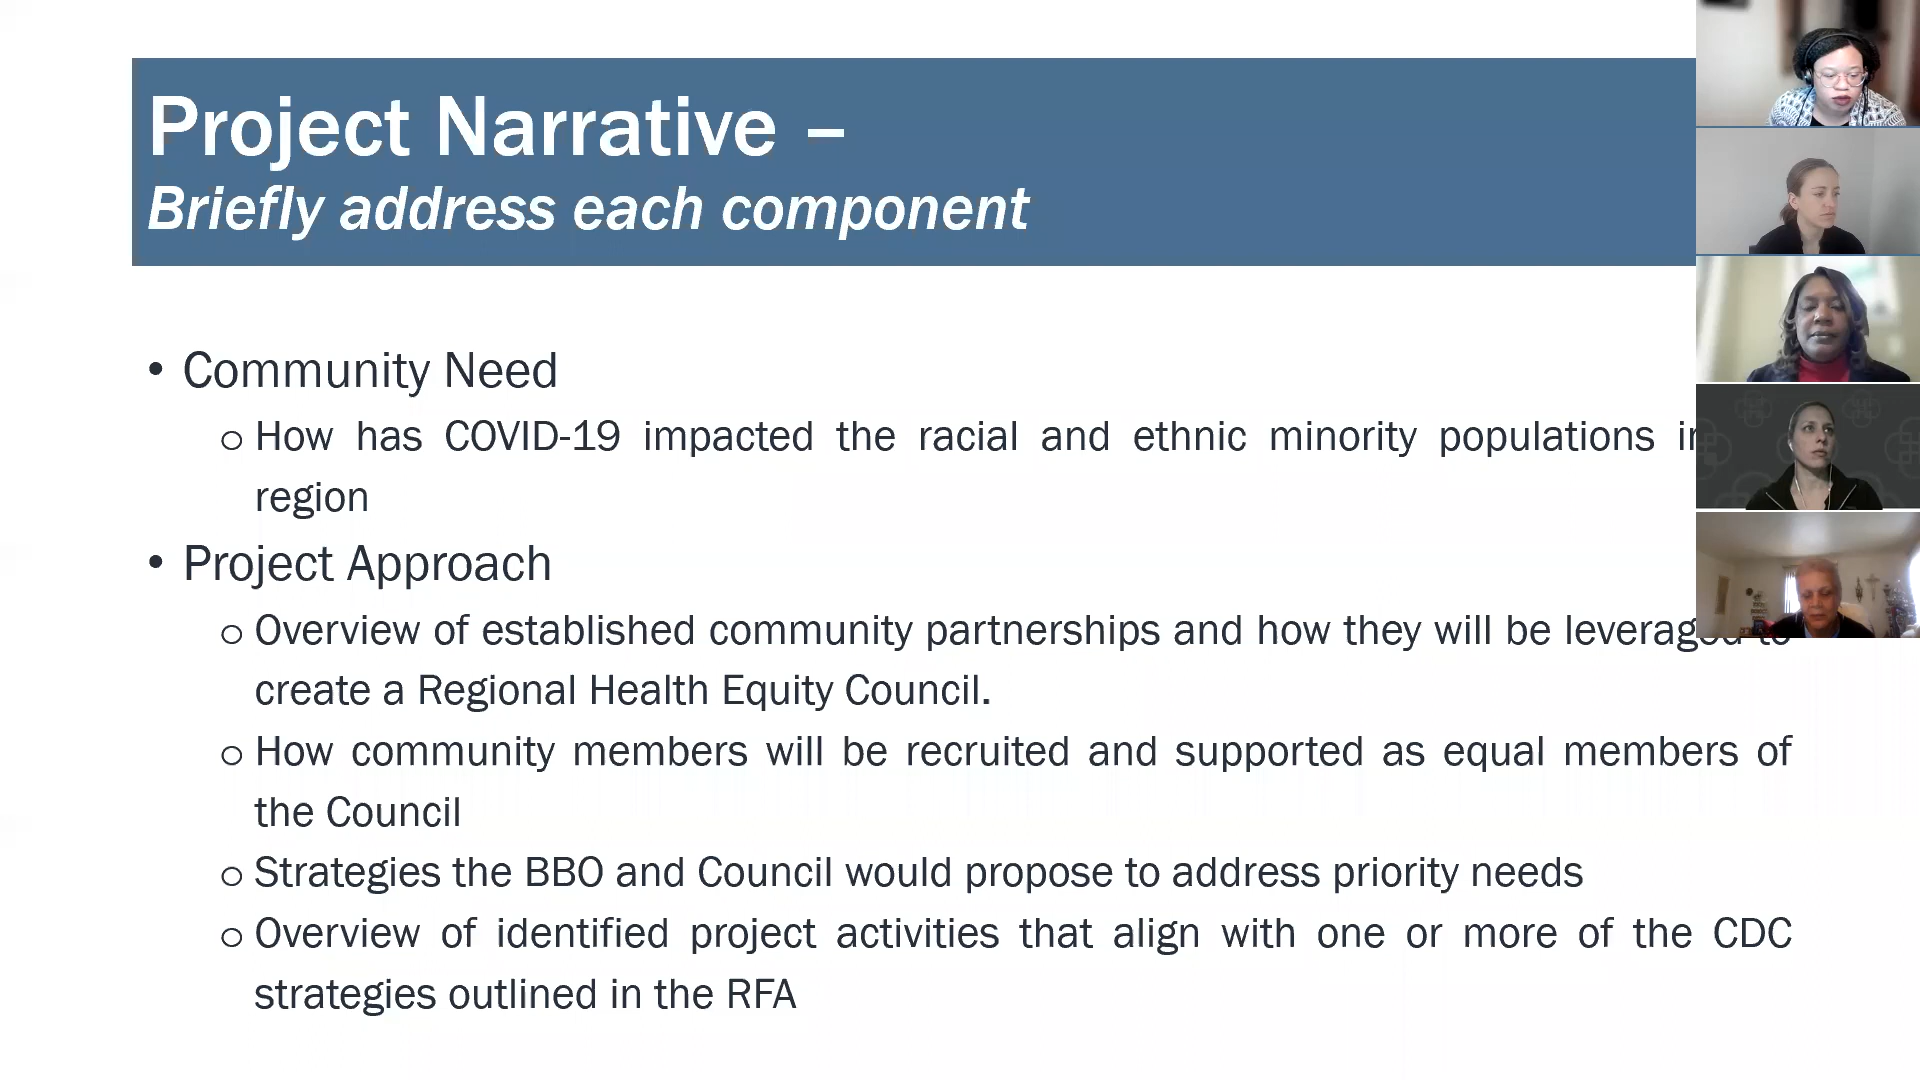 Project Narrative –
Briefly address each component
• Community Need
o How has COVID-19 impacted the racial and ethnic minority populations
region
• Project Approach
o Overview of established community partnerships and how they will be leveraged to
create a Regional Health Equity Council.
o How community members will be recruited and supported as equal members of
the Council
o Strategies the BBO and Council would propose to address priority needs
o Overview of identified project activities that align with one or more of the CDC
strategies outlined in the RFA